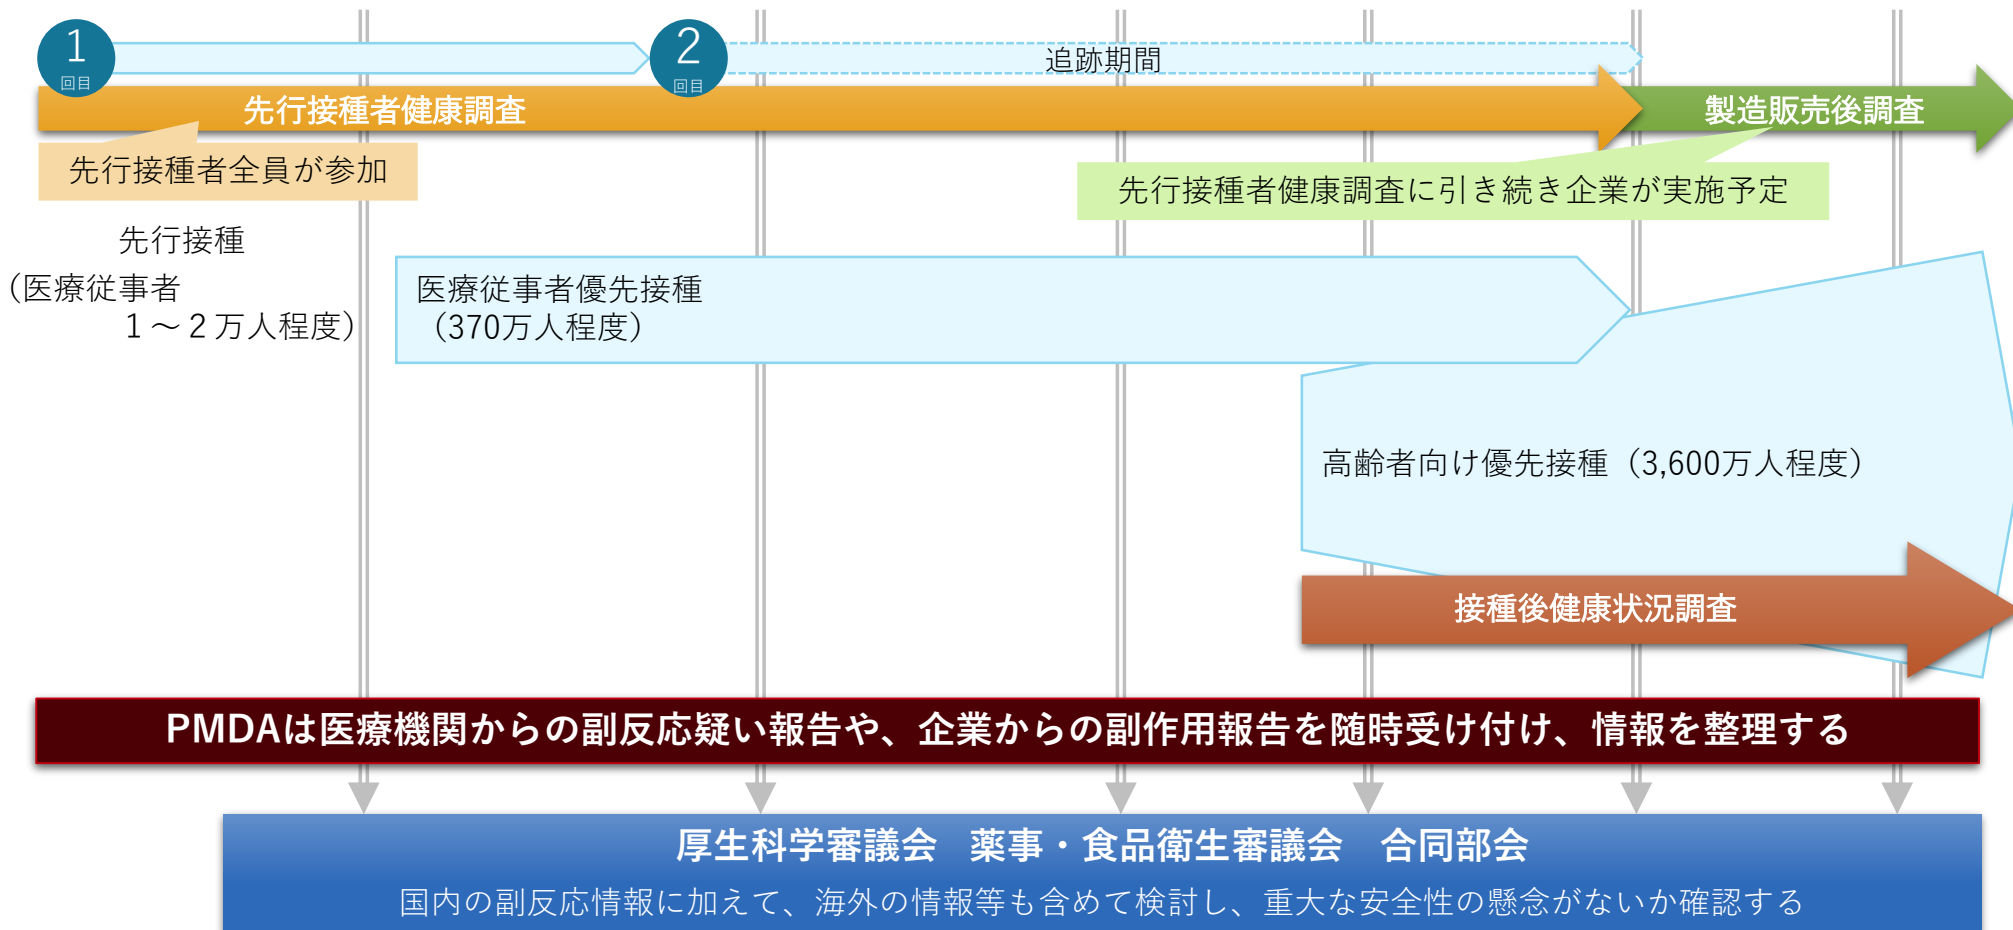 1
回目
2
回目
追跡期間
先行接種者健康調査
製造販売後調査
先行接種者全員が参加
先行接種者健康調査に引き続き企業が実施予定
先行接種
（医療従事者
１～２万人程度）
医療従事者優先接種
（370万人程度）
高齢者向け優先接種（3,600万人程度）
接種後健康状況調査
PMDAは医療機関からの副反応疑い報告や、企業からの副作用報告を随時受け付け、情報を整理する
厚生科学審議会　薬事・食品衛生審議会　合同部会
国内の副反応情報に加えて、海外の情報等も含めて検討し、重大な安全性の懸念がないか確認する